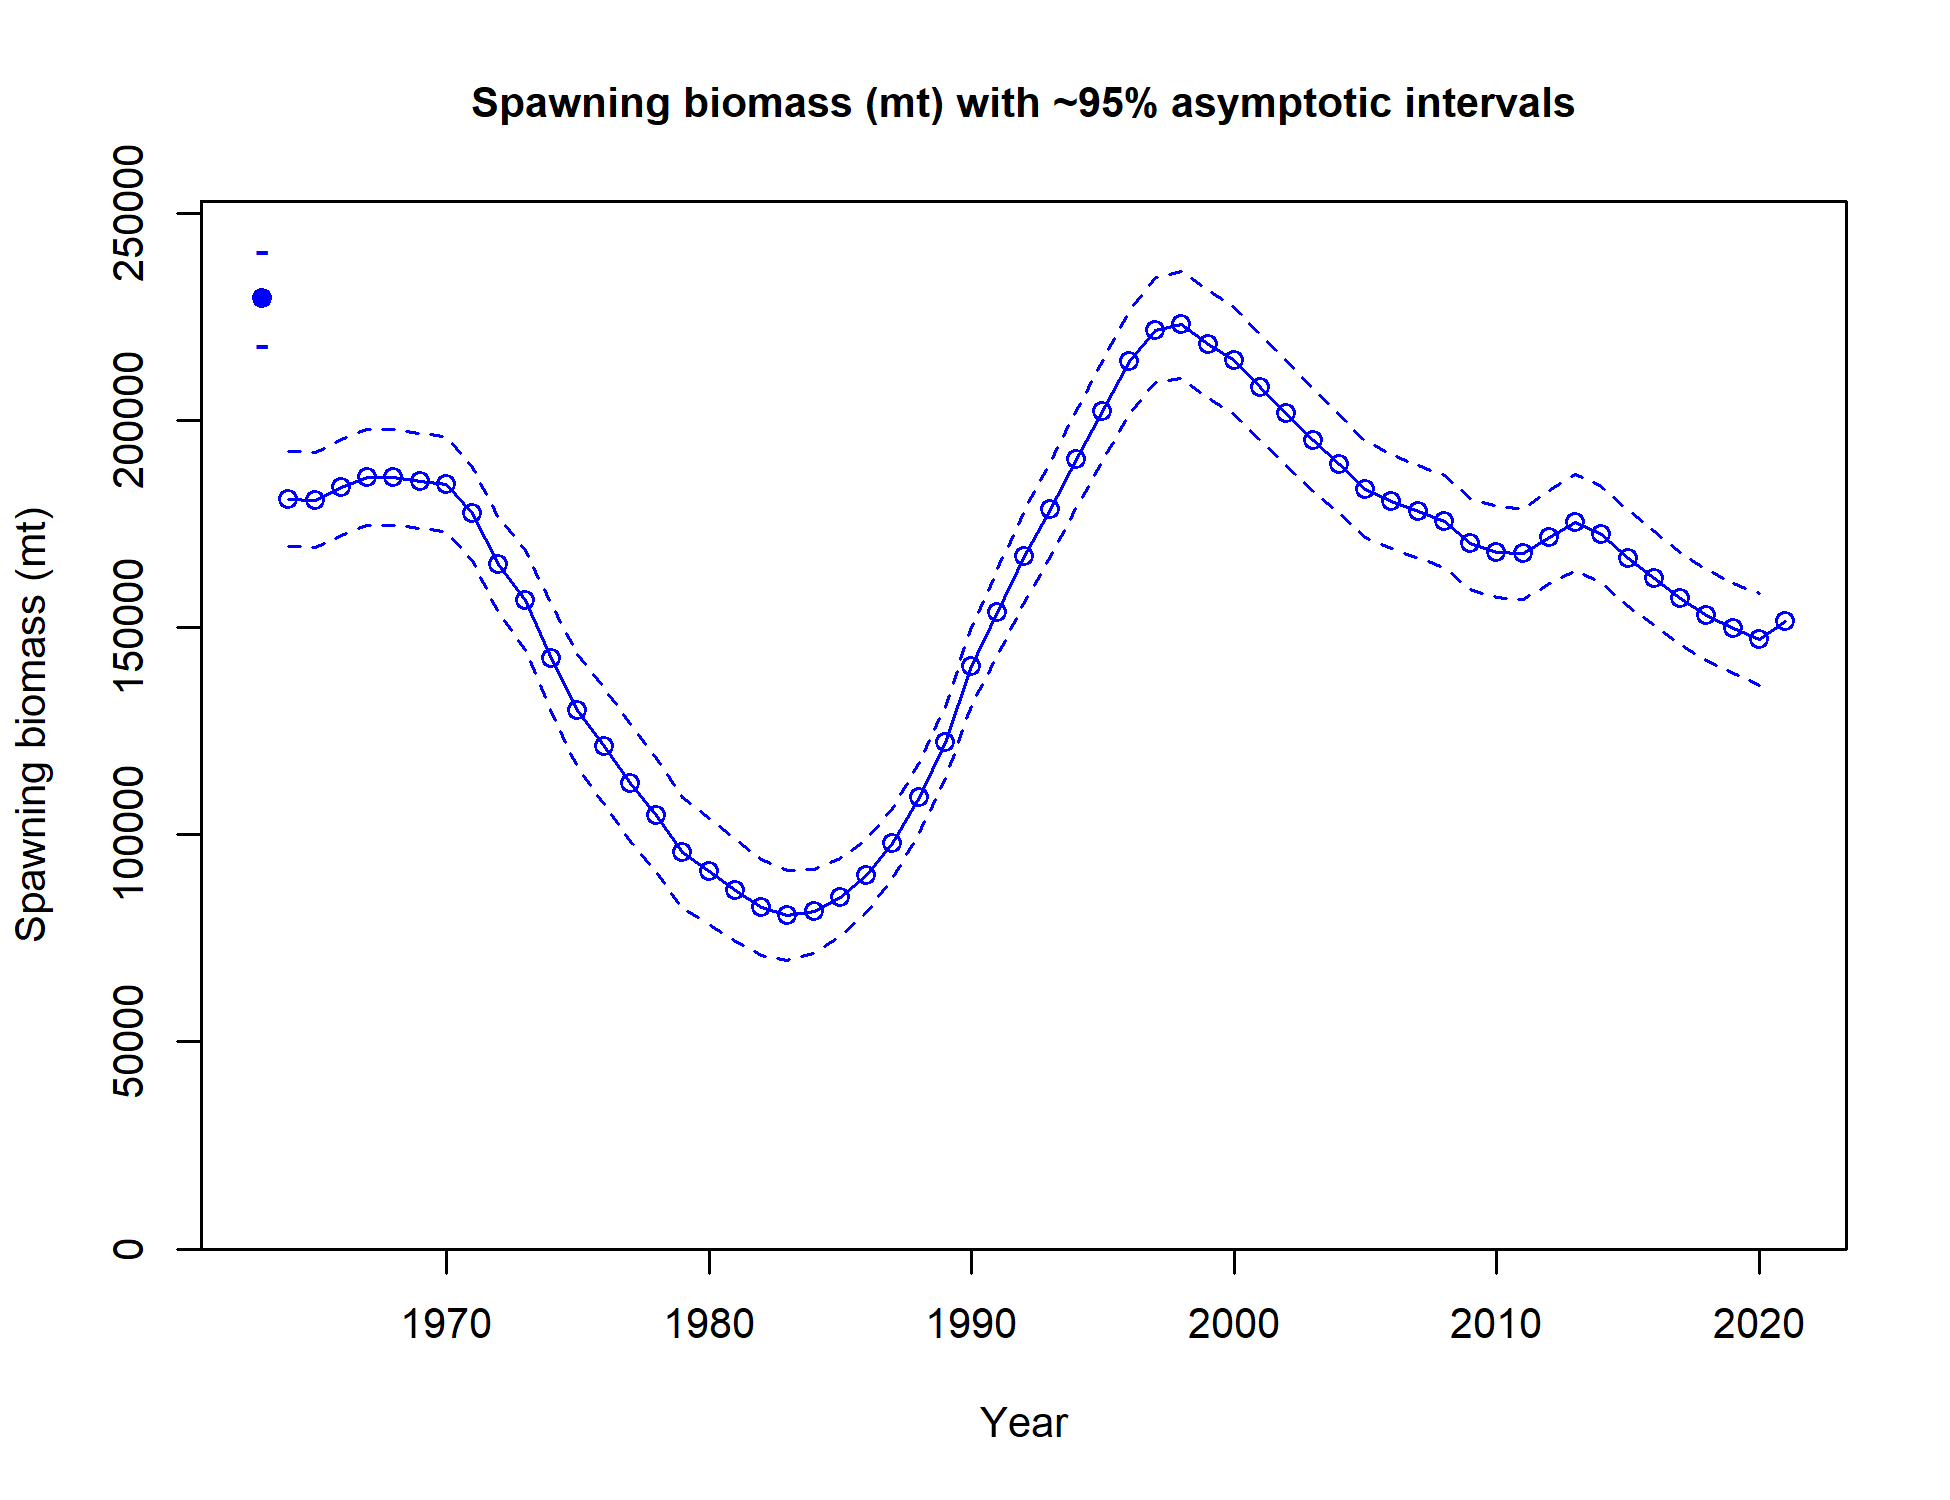 Spawning biomass (mt) with ~95% asymptotic intervals
Spawning biomass (mt)
250000
200000
150000
100000
50000
0
1970 1980 1990 2000 2010 2020
Year